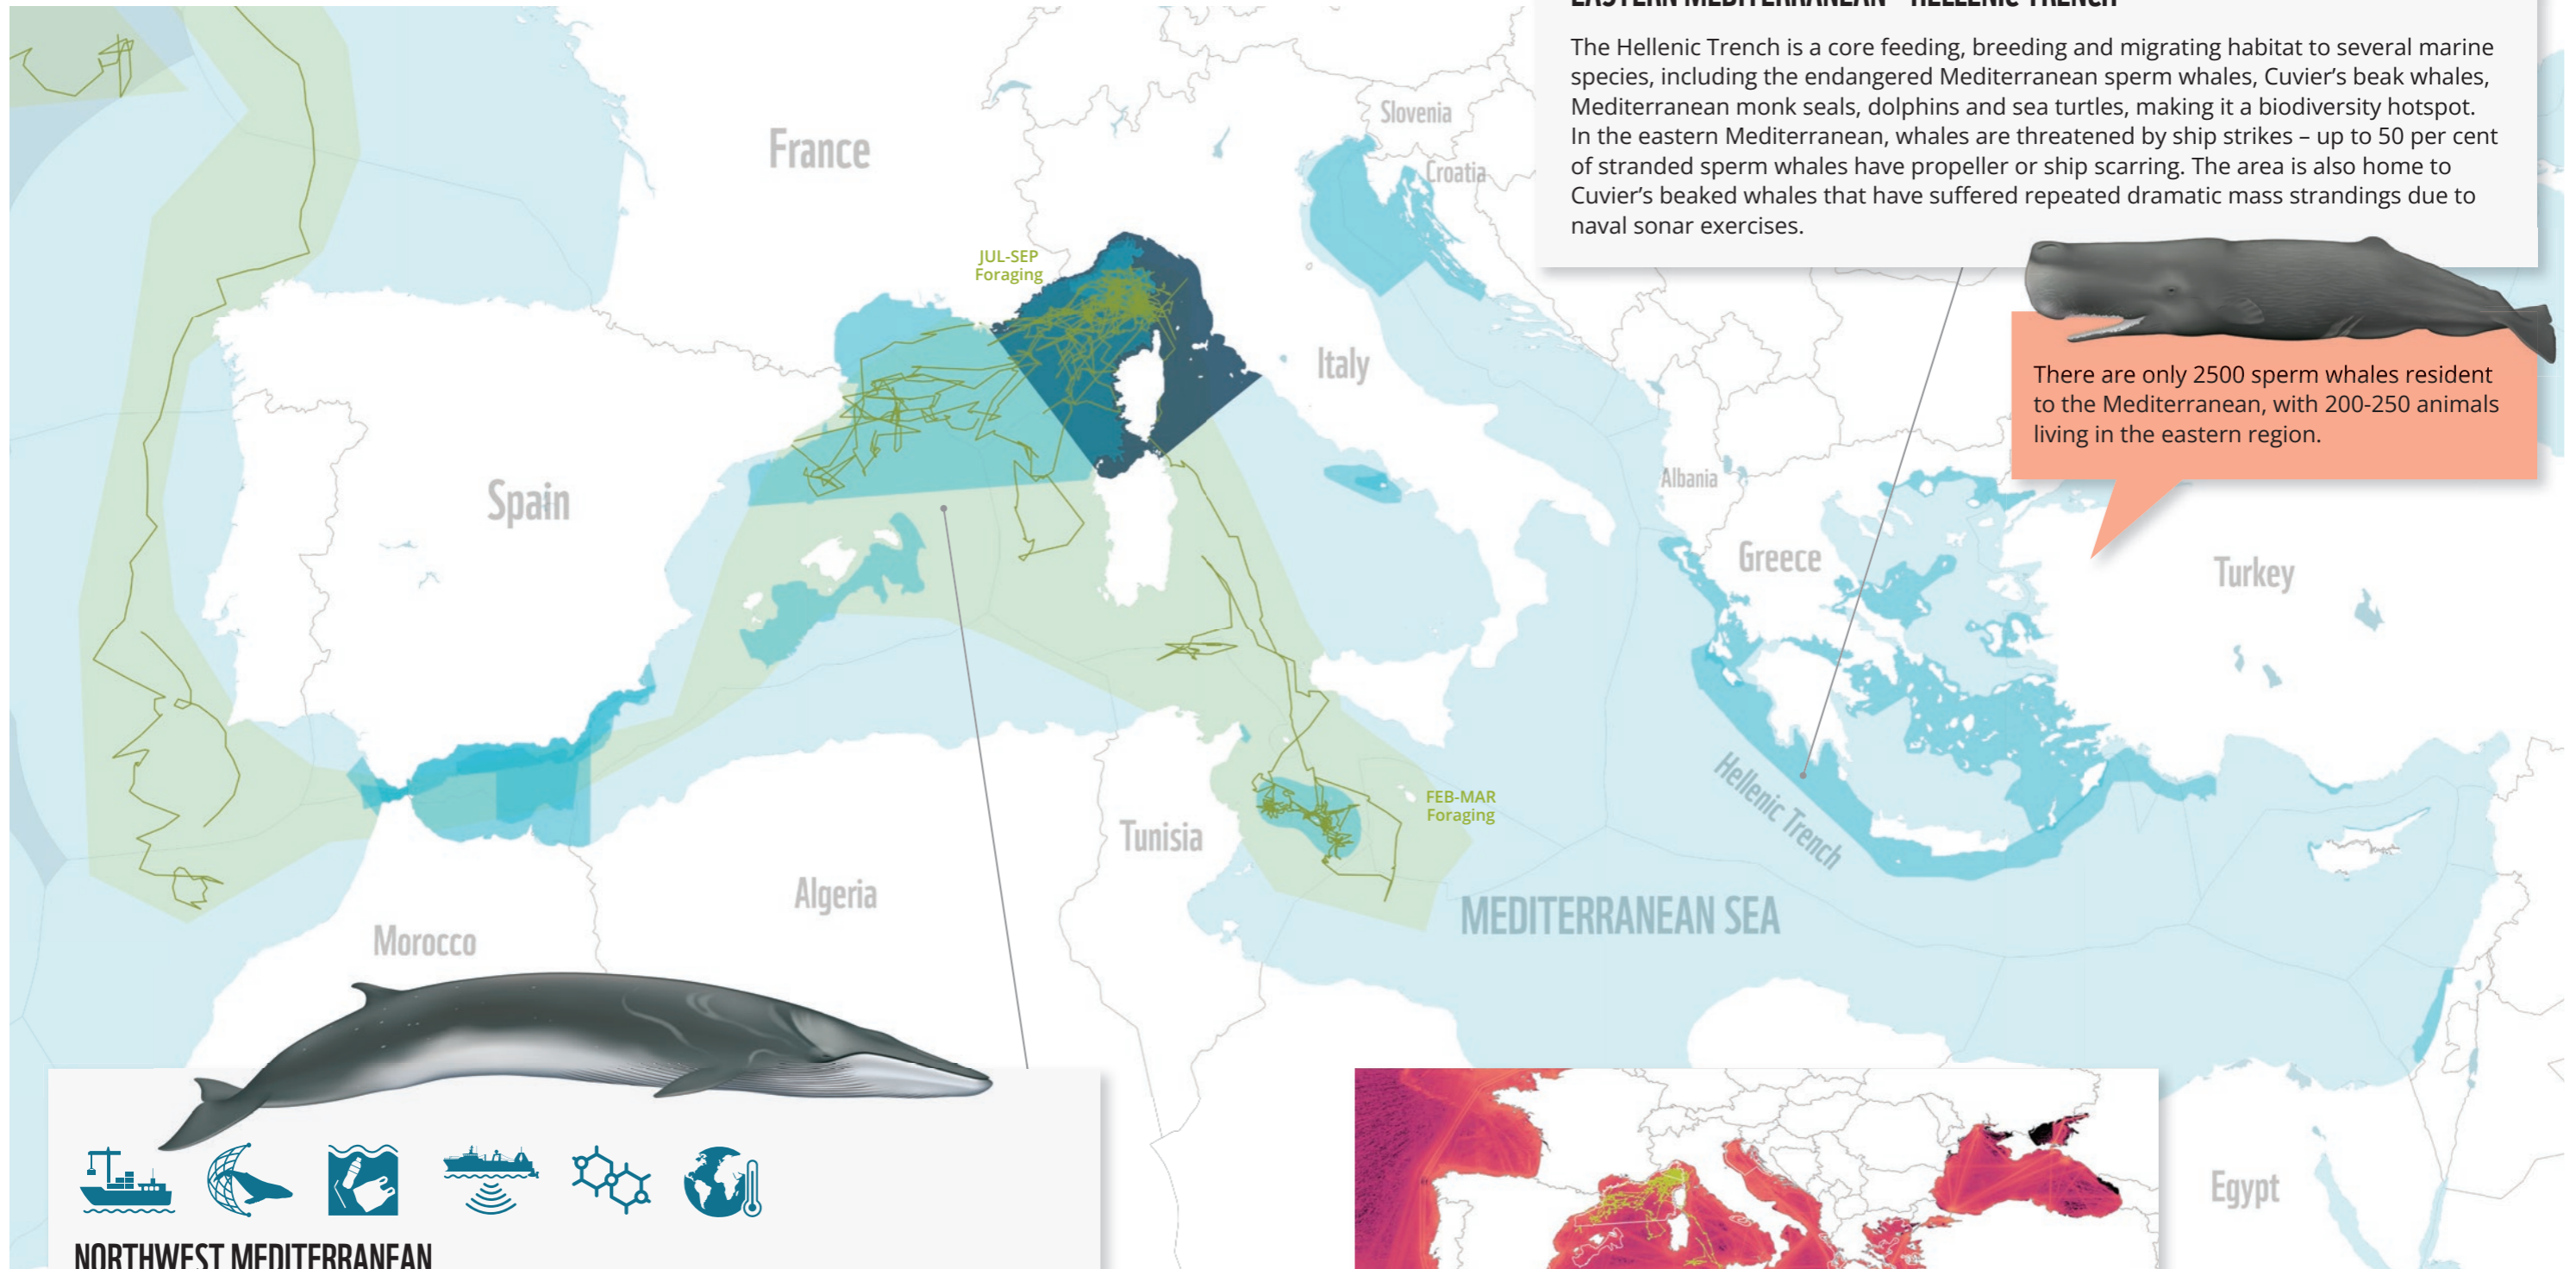 EASTERN MEDITERRANEAN – HELLENIC TRENCH
The Hellenic Trench is a core feeding, breeding and migrating habitat to several marine
species, including the endangered Mediterranean sperm whales, Cuvier's beak whales,
Mediterranean monk seals, dolphins and sea turtles, making it a biodiversity hotspot.
In the eastern Mediterranean, whales are threatened by ship strikes – up to 50 per cent
of stranded sperm whales have propeller or ship scarring. The area is also home to
Cuvier's beaked whales that have suffered repeated dramatic mass strandings due to
naval sonar exercises.
There are only 2500 sperm whales resident
to the Mediterranean, with 200-250 animals
living in the eastern region.
Slovenia
France
Croatia
JUL-SEP
Foraging
Italy
Albania
Spain
Greece
Turkey
Hellenic Trench
FEB-MAR
Foraging
Tunisia
Algeria
MEDITERRANEAN SEA
Morocco
Egypt
NORTHWEST MEDITERRANEAN